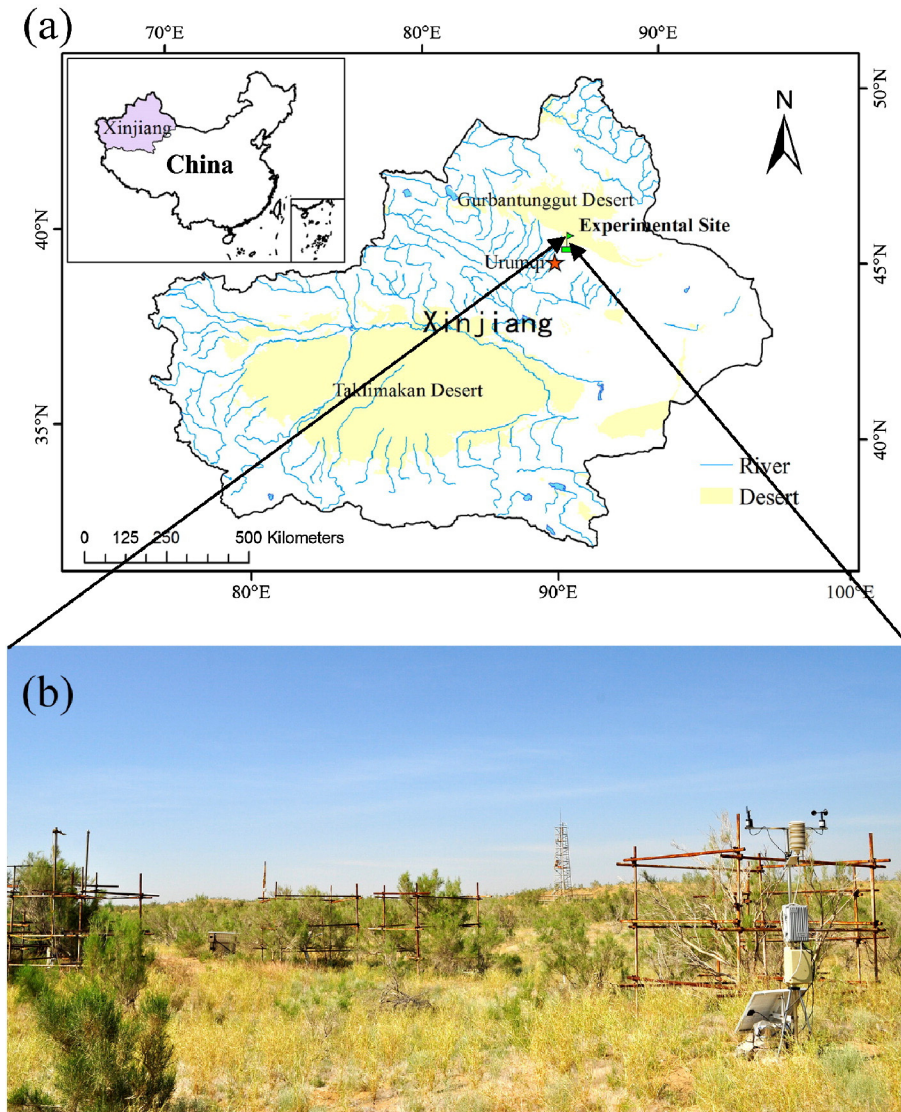 (a)
70°E
80°E
90°E
50°N
N
Xinjiang
China
Gurbantunggut Desert
Experimental Site
40°N
Urumqi
45°N
Xinjiang
Taklimakan Desert
35°N
40°N
River
Desert
0 125 250 500 Kilometers
80°E
90°E
100°E
(b)